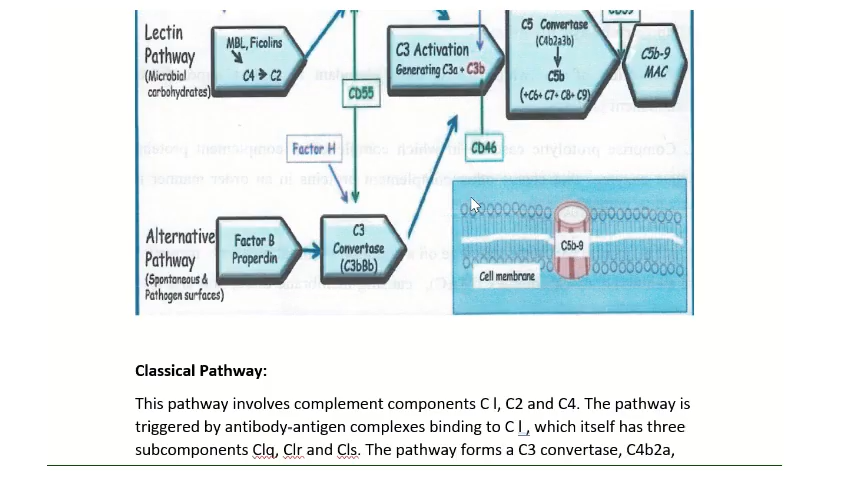 Lectin
Pathway
(Microbial
carbohydrates)
MBL, Ficolins
C4 → C2
CD55
C3 Activation
Generating C3a + C3b
C5 Convertase
(C4b2a3b)
C5b
(+C6+ C7+ C8+ C9)
CD59
C5b-9
MAC
Factor H
CD46
Alternative
Pathway
(Spontaneous &
Pathogen surfaces)
Factor B
Properdin
C3
Convertase
(C3bBb)
C5b-9
Cell membrane
Classical Pathway:
This pathway involves complement components C l, C2 and C4. The pathway is
triggered by antibody-antigen complexes binding to C l , which itself has three
subcomponents Clq, Clr and Cls. The pathway forms a C3 convertase, C4b2a,